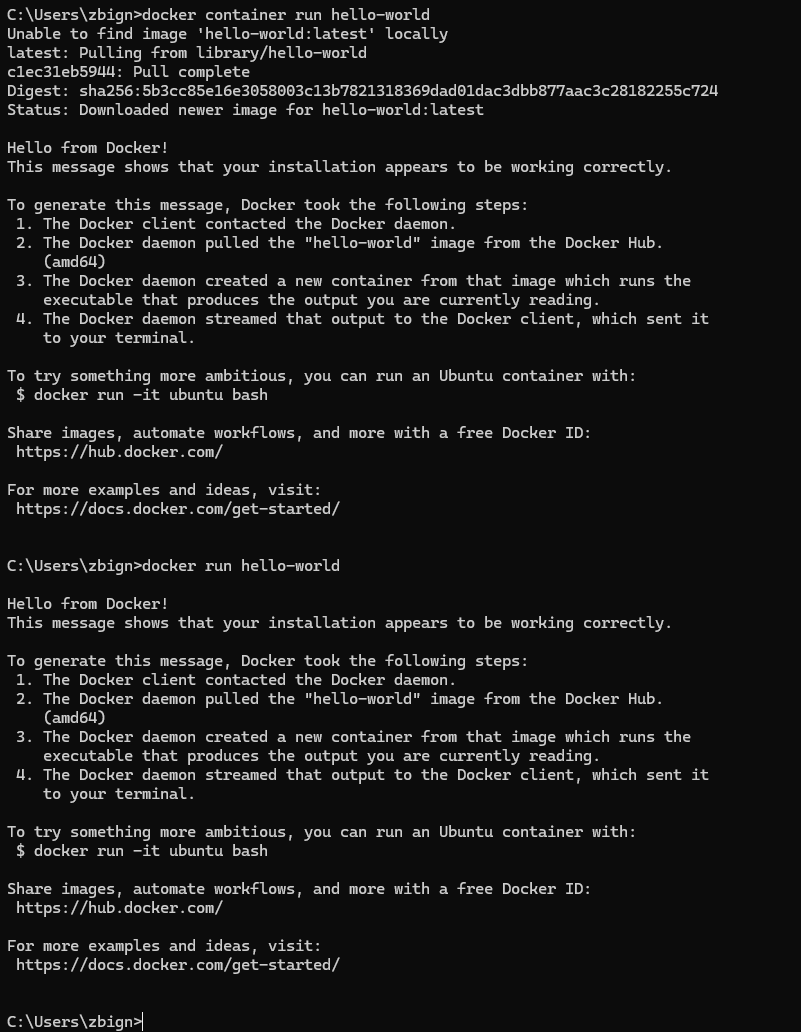 C:\Users\zbign>docker container run hello-world
Unable to find image 'hello-world:latest' locally
latest: Pulling from library/hello-world
c1ec31eb5944: Pull complete
Digest: sha256:5b3cc85e16e3058003c13b7821318369dad01dac3dbb877aac3c28182255c724
Status: Downloaded newer image for hello-world:latest

Hello from Docker!
This message shows that your installation appears to be working correctly.

To generate this message, Docker took the following steps:
 1. The Docker client contacted the Docker daemon.
 2. The Docker daemon pulled the "hello-world" image from the Docker Hub.
    (amd64)
 3. The Docker daemon created a new container from that image which runs the
    executable that produces the output you are currently reading.
 4. The Docker daemon streamed that output to the Docker client, which sent it
    to your terminal.

To try something more ambitious, you can run an Ubuntu container with:
 $ docker run -it ubuntu bash

Share images, automate workflows, and more with a free Docker ID:
 https://hub.docker.com/

For more examples and ideas, visit:
 https://docs.docker.com/get-started/


C:\Users\zbign>docker run hello-world

Hello from Docker!
This message shows that your installation appears to be working correctly.

To generate this message, Docker took the following steps:
 1. The Docker client contacted the Docker daemon.
 2. The Docker daemon pulled the "hello-world" image from the Docker Hub.
    (amd64)
 3. The Docker daemon created a new container from that image which runs the
    executable that produces the output you are currently reading.
 4. The Docker daemon streamed that output to the Docker client, which sent it
    to your terminal.

To try something more ambitious, you can run an Ubuntu container with:
 $ docker run -it ubuntu bash

Share images, automate workflows, and more with a free Docker ID:
 https://hub.docker.com/

For more examples and ideas, visit:
 https://docs.docker.com/get-started/


C:\Users\zbign>